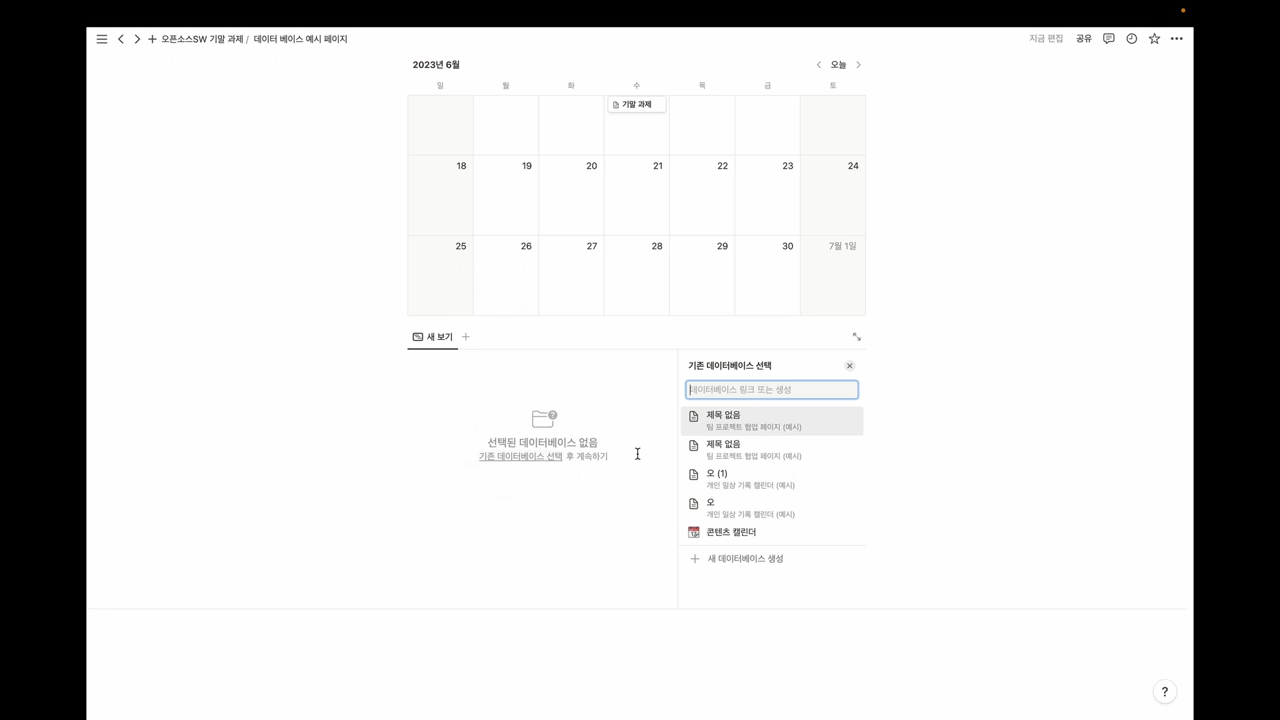 오픈소스SW 기말 과제 / 데이터 베이스 예시 페이지
지금 편집 공유
2023년 6월
오늘
일 월 화 수 목 금 토
기말 과제
18 19 20 21 22 23 24
25 26 27 28 29 30 7월 1일
새 보기
선택된 데이터베이스 없음
기존 데이터베이스 선택 후 계속하기
기존 데이터베이스 선택
데이터베이스 링크 또는 생성
제목 없음
팀 프로젝트 협업 페이지 (예시)
제목 없음
팀 프로젝트 협업 페이지 (예시)
오 (1)
개인 일상 기록 캘린더 (예시)
오
개인 일상 기록 캘린더 (예시)
콘텐츠 캘린더
새 데이터베이스 생성
?